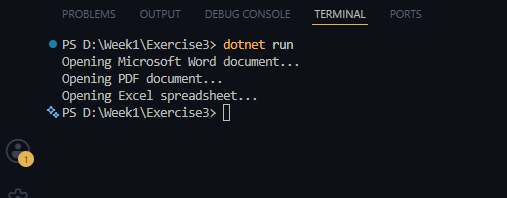 PROBLEMS OUTPUT DEBUG CONSOLE TERMINAL PORTS
PS D:\Week1\Exercise3> dotnet run
Opening Microsoft Word document...
Opening PDF document...
Opening Excel spreadsheet...
PS D:\Week1\Exercise3>
1